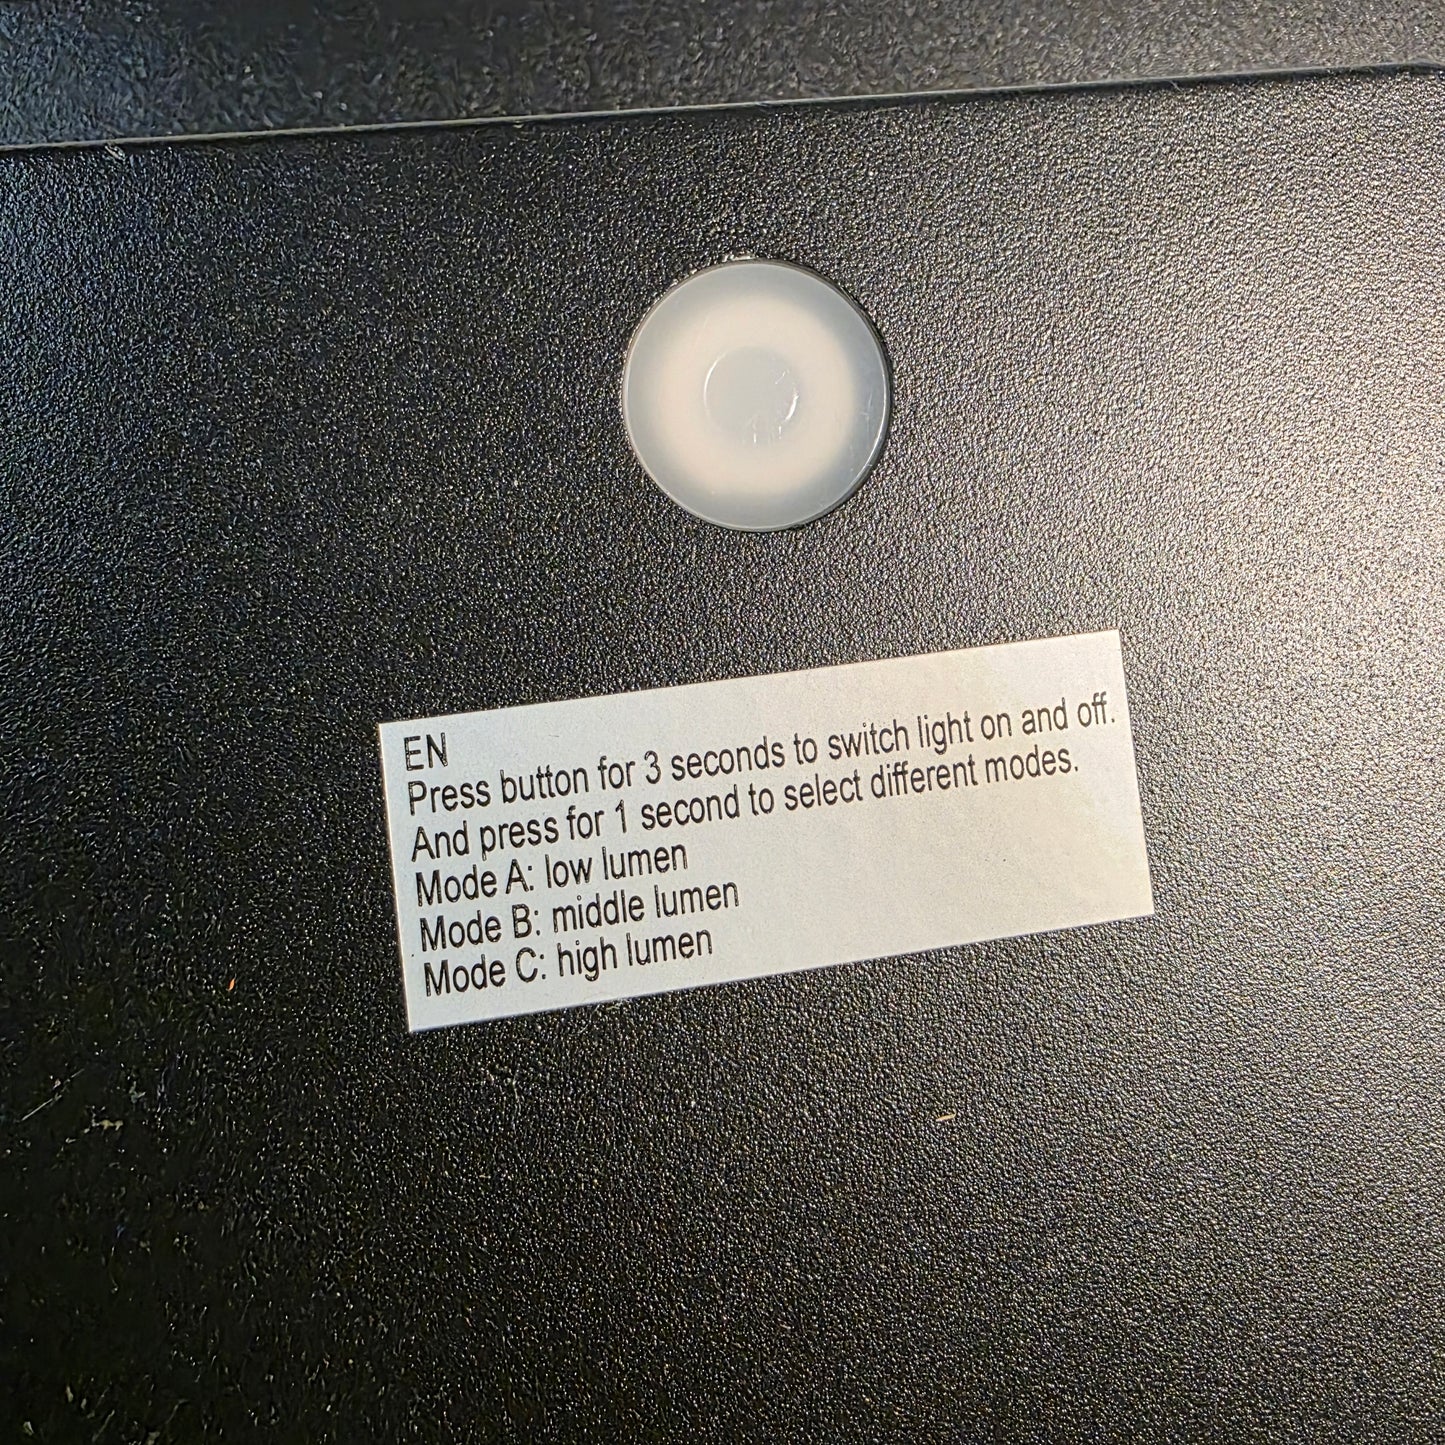 EN
Press button for 3 seconds to switch light on and off.
And press for 1 second to select different modes.
Mode A: low lumen
Mode B: middle lumen
Mode C: high lumen